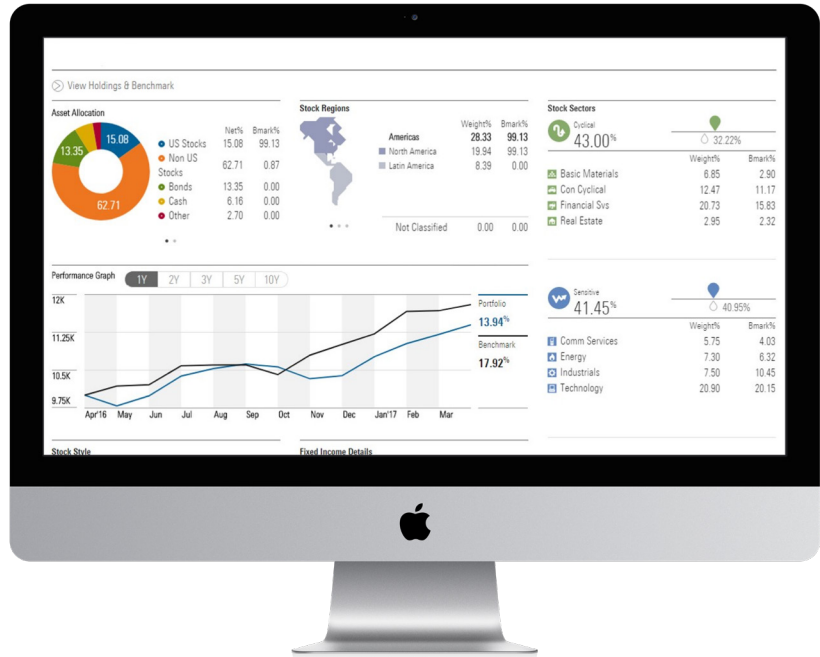 View Holdings & Benchmark
Asset Allocation
15.08
13.35
62.71
Net% Bmark%
US Stocks 15.08 99.13
Non US Stocks 62.71 0.87
Bonds 13.35 0.00
Cash 6.16 0.00
Other 2.70 0.00
Stock Regions
Weight% Bmark%
Americas 28.33 99.13
North America 19.94 99.13
Latin America 8.39 0.00
Not Classified 0.00 0.00
Stock Sectors
Cyclical
43.00%
32.22%
Weight% Bmark%
Basic Materials 6.85 2.90
Con Cyclical 12.47 11.17
Financial Svs 20.73 15.83
Real Estate 2.95 2.32
Sensitive
41.45%
40.95%
Weight% Bmark%
Comm Services 5.75 4.03
Energy 7.30 6.32
Industrials 7.50 10.45
Technology 20.90 20.15
Performance Graph 1Y 2Y 3Y 5Y 10Y
12K
11.25K
10.5K
9.75K
Apr'16 May Jun Jul Aug Sep Oct Nov Dec Jan'17 Feb Mar
Portfolio
13.94%
Benchmark
17.92%
Stock Style
Fixed Income Details